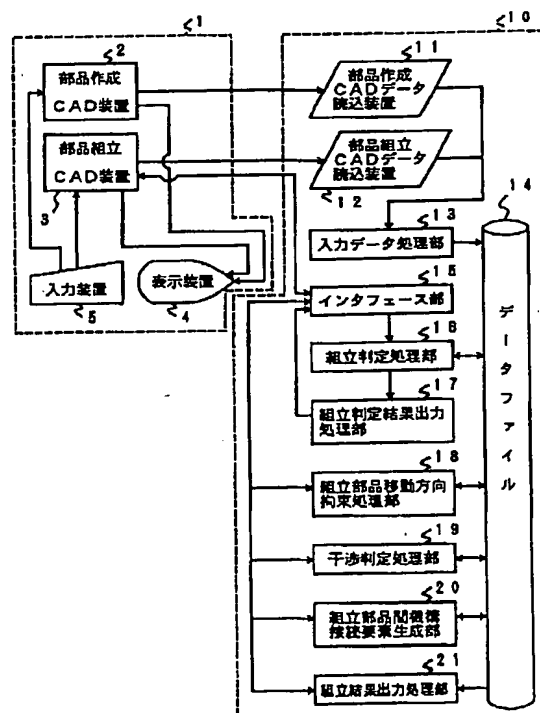 1
10
2
部品作成
CAD装置
部品組立
CAD装置
3
入力装置
5
表示装置
4
11
部品作成
CADデータ
読込装置
部品組立
CADデータ
読込装置
12
13
入力データ処理部
14
データファイル
15
インタフェース部
16
組立判定処理部
17
組立判定結果出力
処理部
18
組立部品移動方向
拘束処理部
19
干渉判定処理部
20
組立部品間機構
接続要素生成部
21
組立結果出力処理部